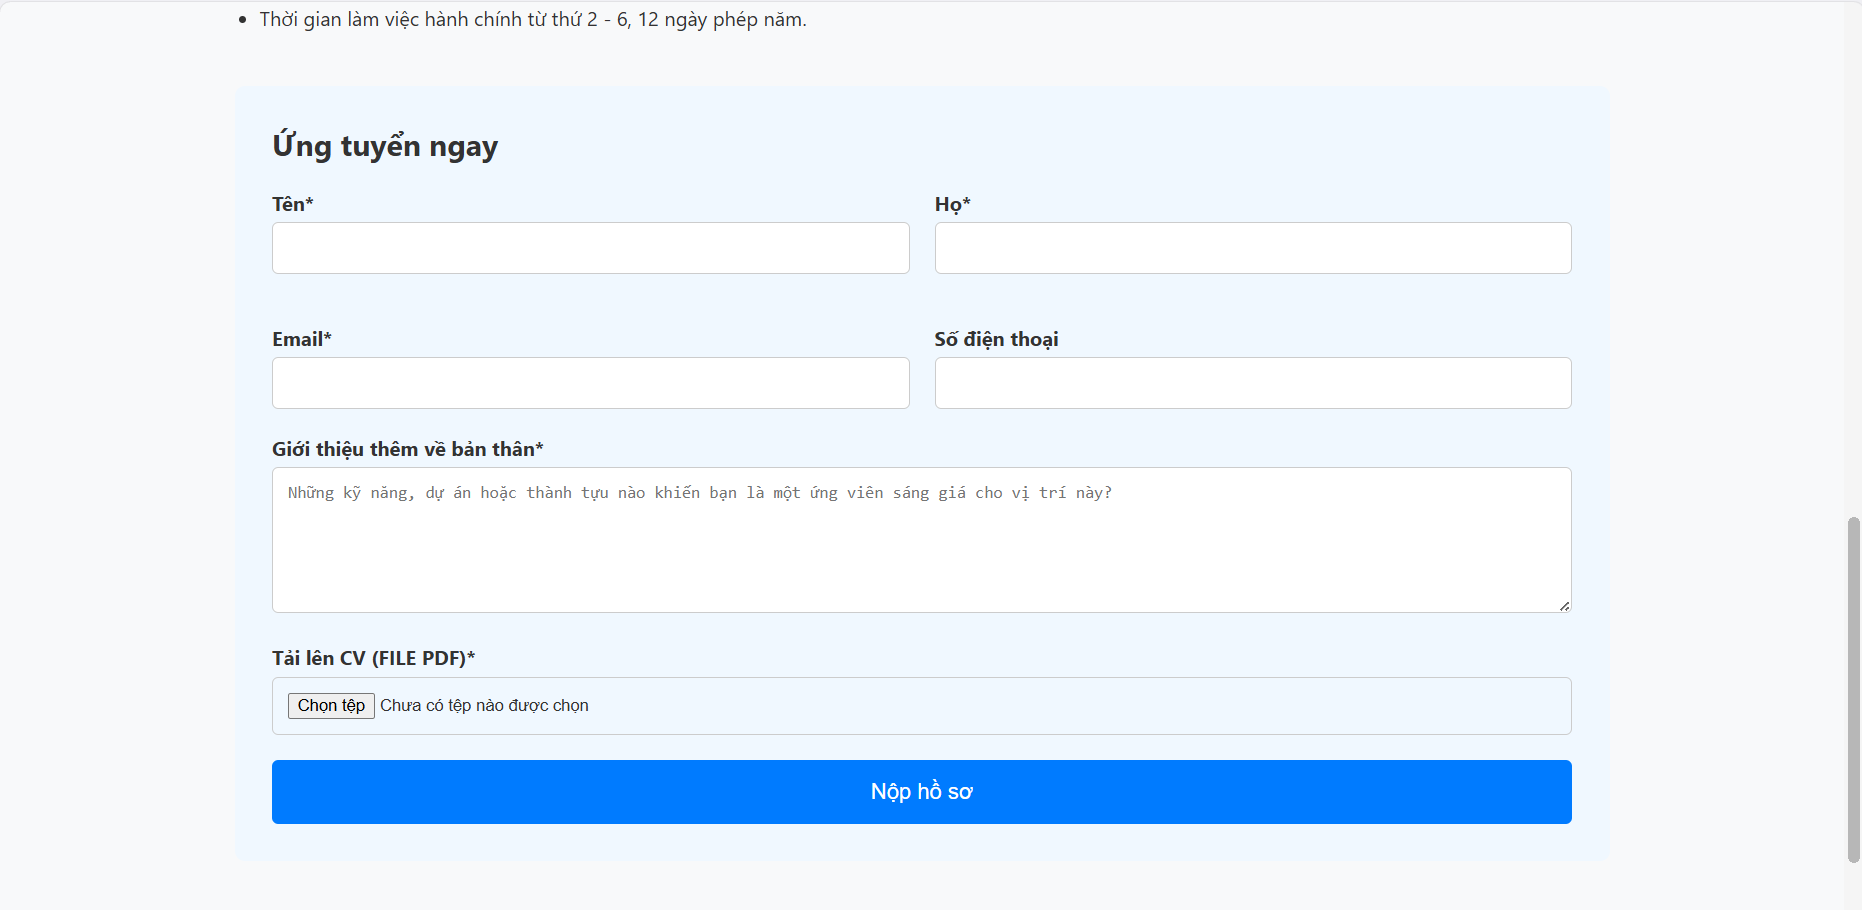 • Thời gian làm việc hành chính từ thứ 2 - 6, 12 ngày phép năm.
Ứng tuyển ngay
Tên*
Họ*
Email*
Số điện thoại
Giới thiệu thêm về bản thân*
Những kỹ năng, dự án hoặc thành tựu nào khiến bạn là một ứng viên sáng giá cho vị trí này?
Tải lên CV (FILE PDF)*
Chọn tệp Chưa có tệp nào được chọn
Nộp hồ sơ